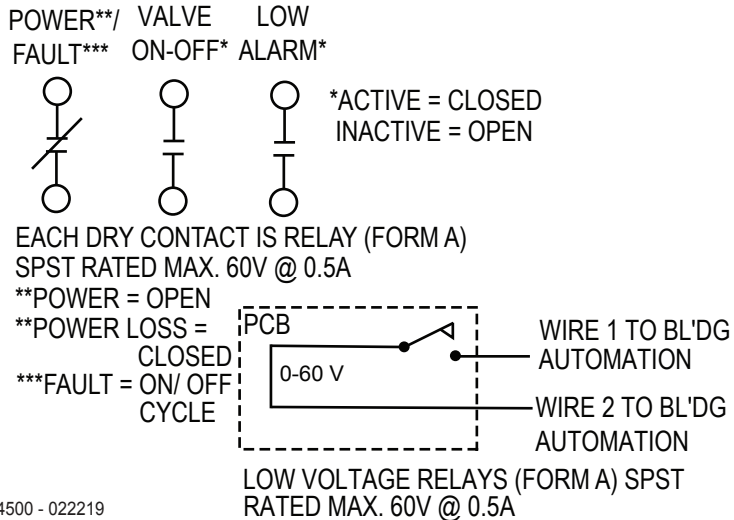 POWER**/ VALVE LOW
FAULT*** ON-OFF* ALARM*
*ACTIVE = CLOSED
INACTIVE = OPEN
EACH DRY CONTACT IS RELAY (FORM A)
SPST RATED MAX. 60V @ 0.5A
**POWER = OPEN
**POWER LOSS =
CLOSED
***FAULT = ON/ OFF
CYCLE
PCB
0-60 V
WIRE 1 TO BL'DG
AUTOMATION
WIRE 2 TO BL'DG
AUTOMATION
LOW VOLTAGE RELAYS (FORM A) SPST
RATED MAX. 60V @ 0.5A
4500 - 022219